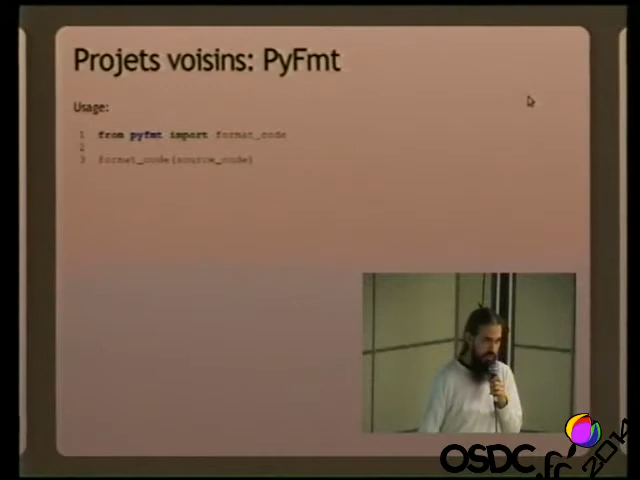 Projets voisins: PyFmt
Usage:
1 from pyfmt import format_code
2
3 format_code(source_code)
OSDC.fr 2014